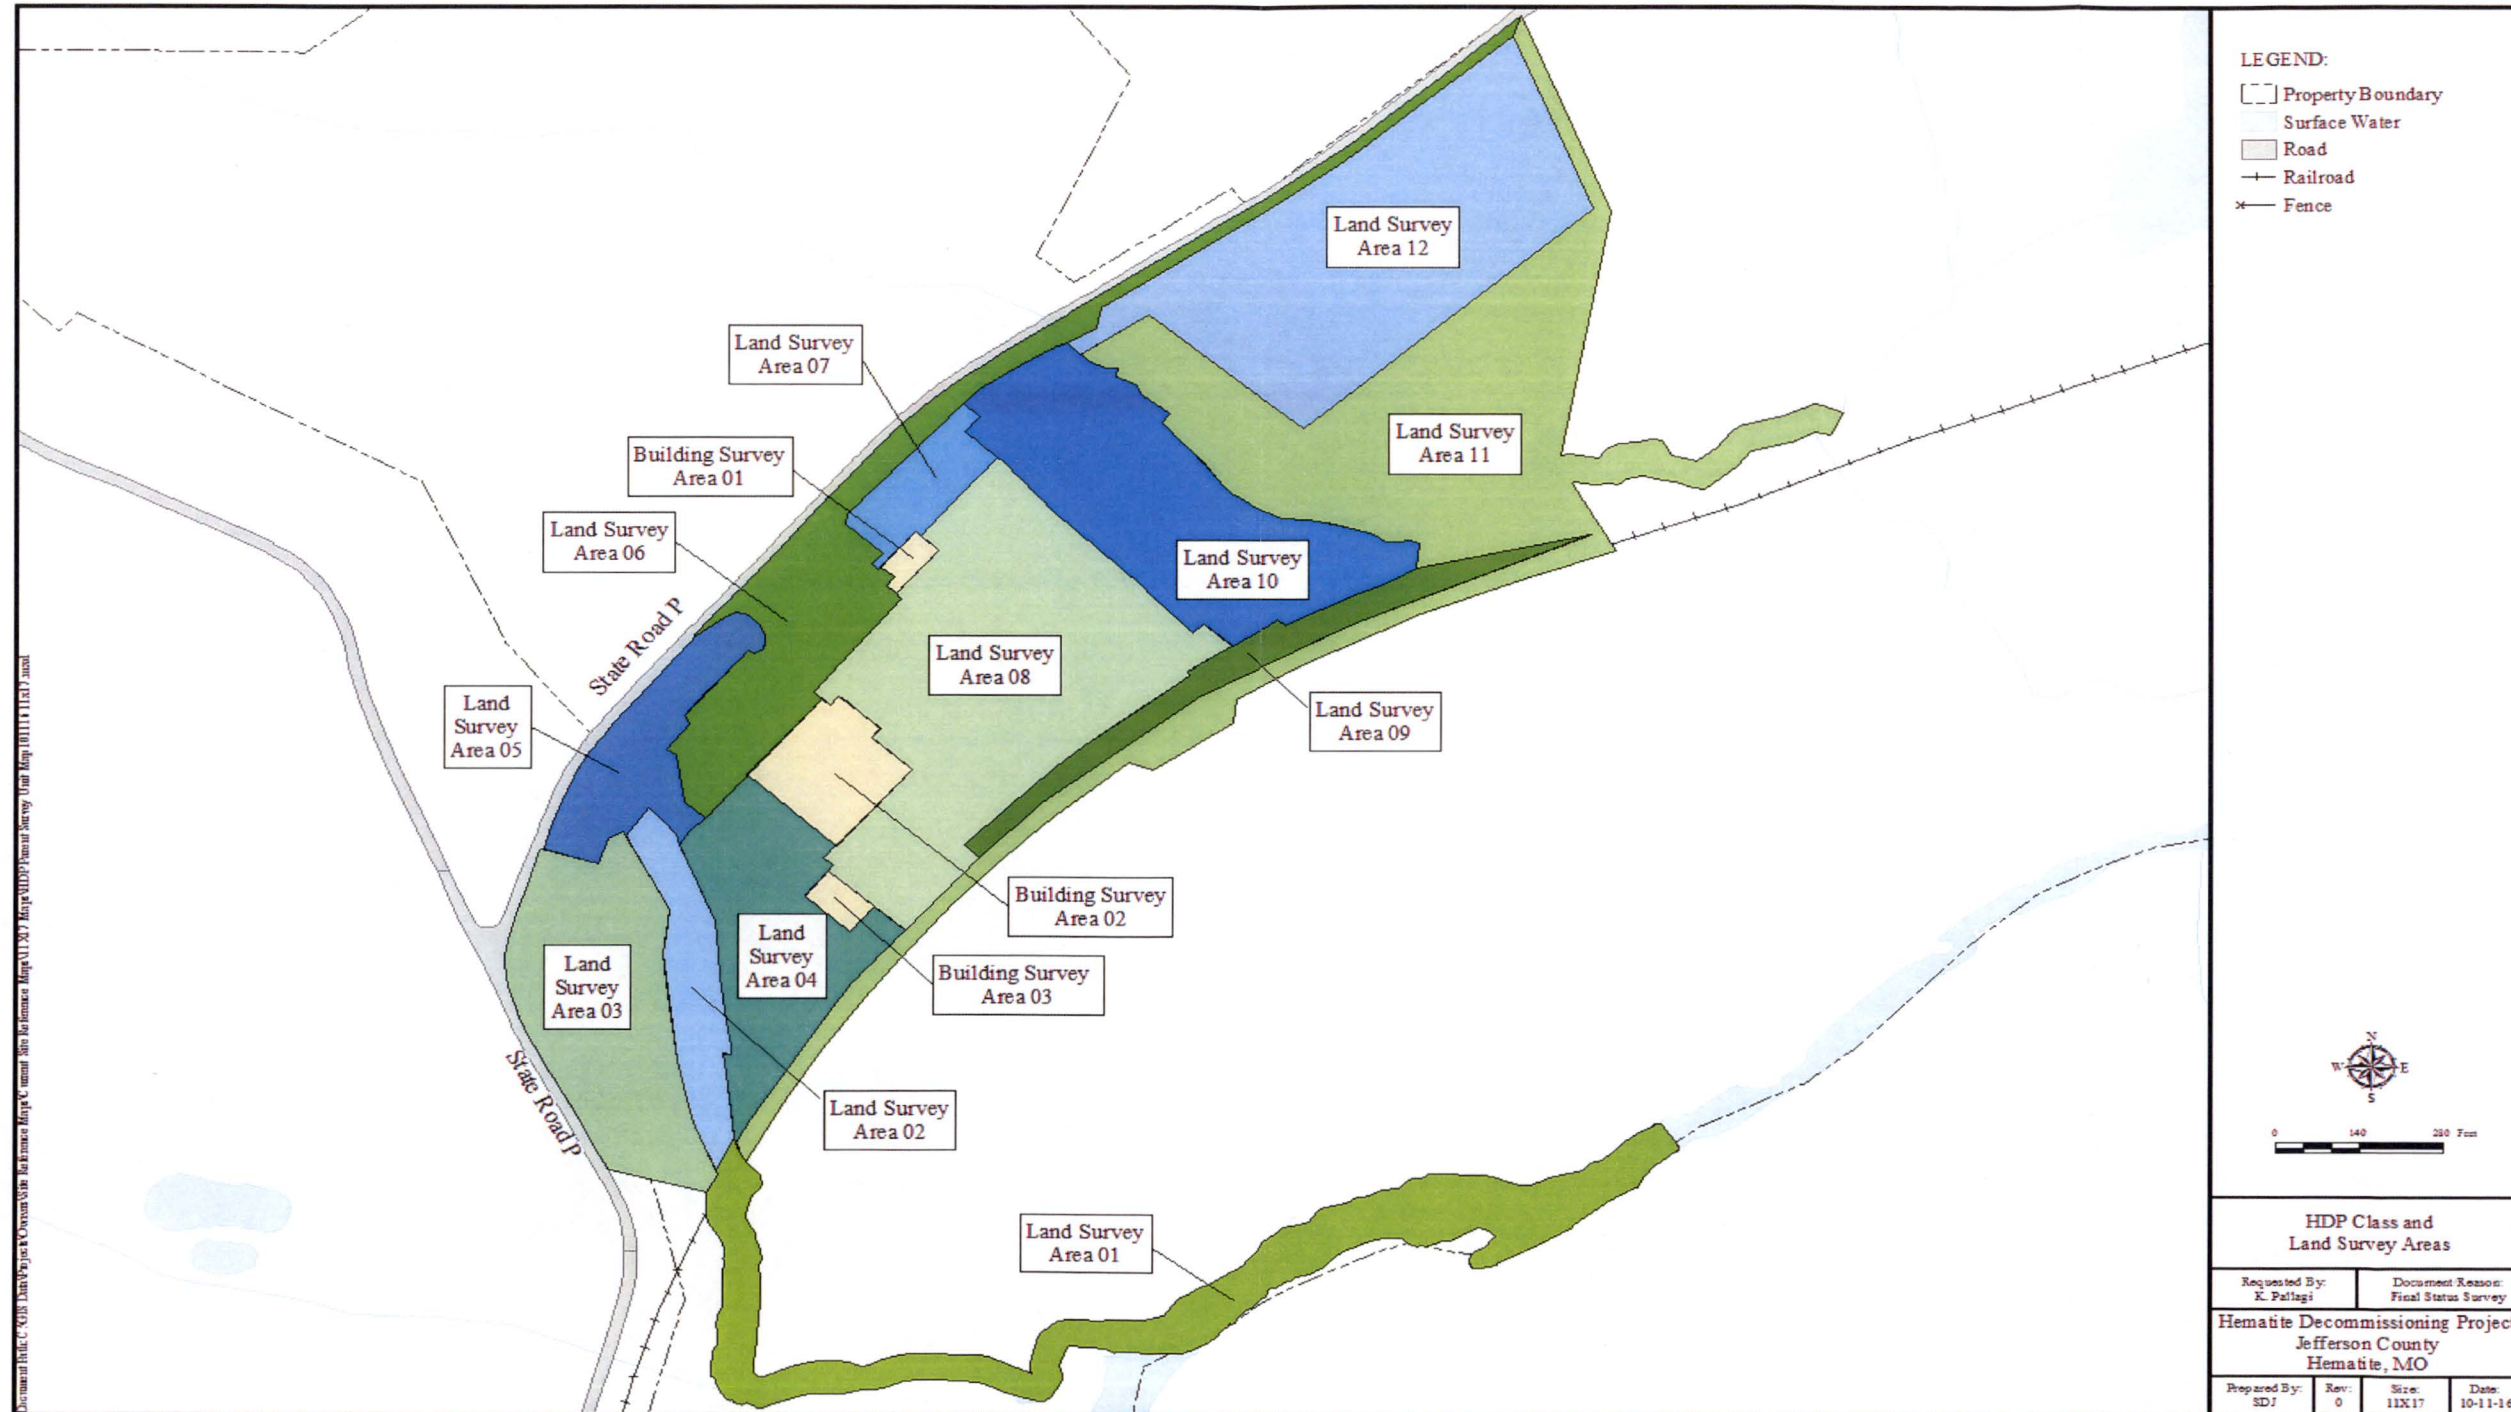 LEGEND:
Property Boundary
Surface Water
Road
Railroad
Fence
Land Survey
Area 12
Land Survey
Area 07
Land Survey
Area 11
Building Survey
Area 01
Land Survey
Area 06
Land Survey
Area 10
State Road P
Land Survey
Area 08
Land
Survey
Area 05
Land Survey
Area 09
Building Survey
Area 02
Land
Survey
Area 04
Land
Survey
Area 03
Building Survey
Area 03
State Road P
Land Survey
Area 02
Land Survey
Area 01
N
W E
S
0 140 280 Feet
HDP Class and
Land Survey Areas
Requested By:
K. Pallagi
Document Reason:
Final Status Survey
Hematite Decommissioning Projec
Jefferson County
Hematite, MO
Prepared By:
SDJ
Rev:
0
Size:
11X17
Date:
10-11-16